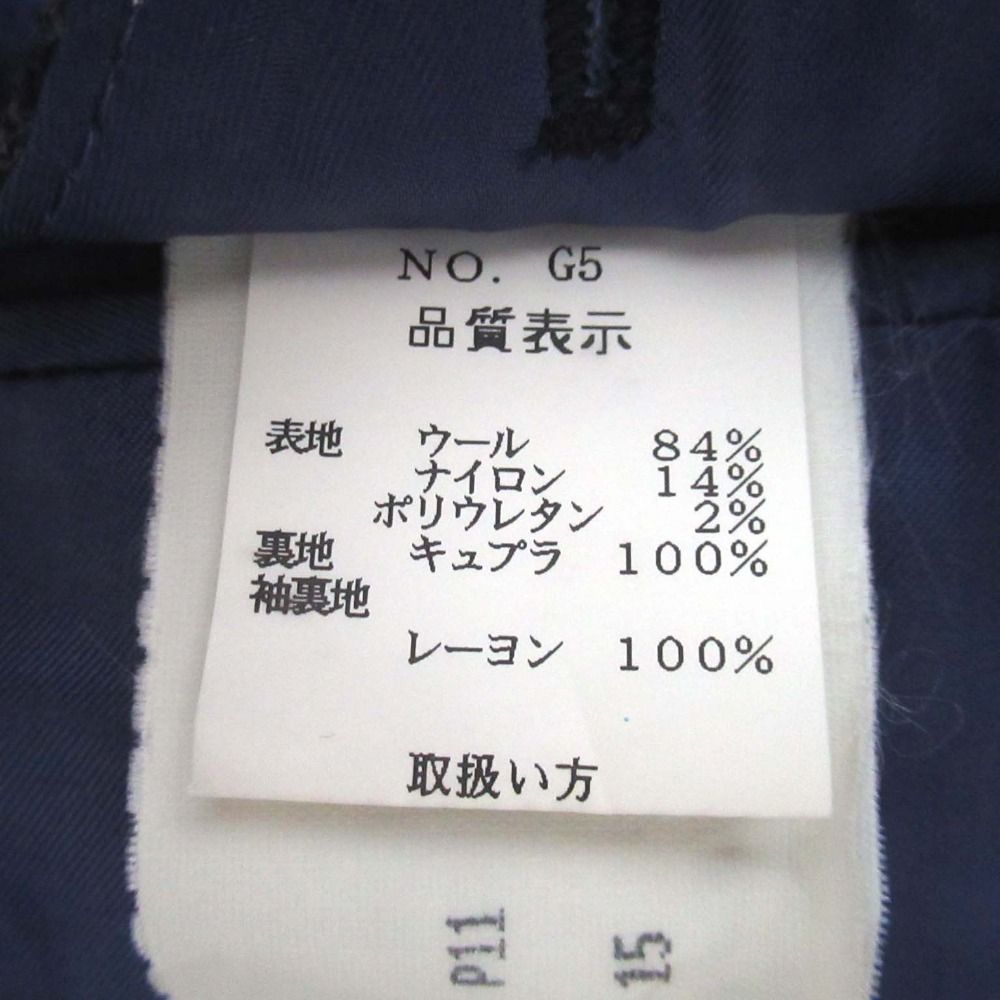 NO. G5
品質表示
表地 ウール 84%
ナイロン 14%
ポリウレタン 2%
裏地 キュプラ 100%
袖裏地
レーヨン 100%
取扱い方
P11
15